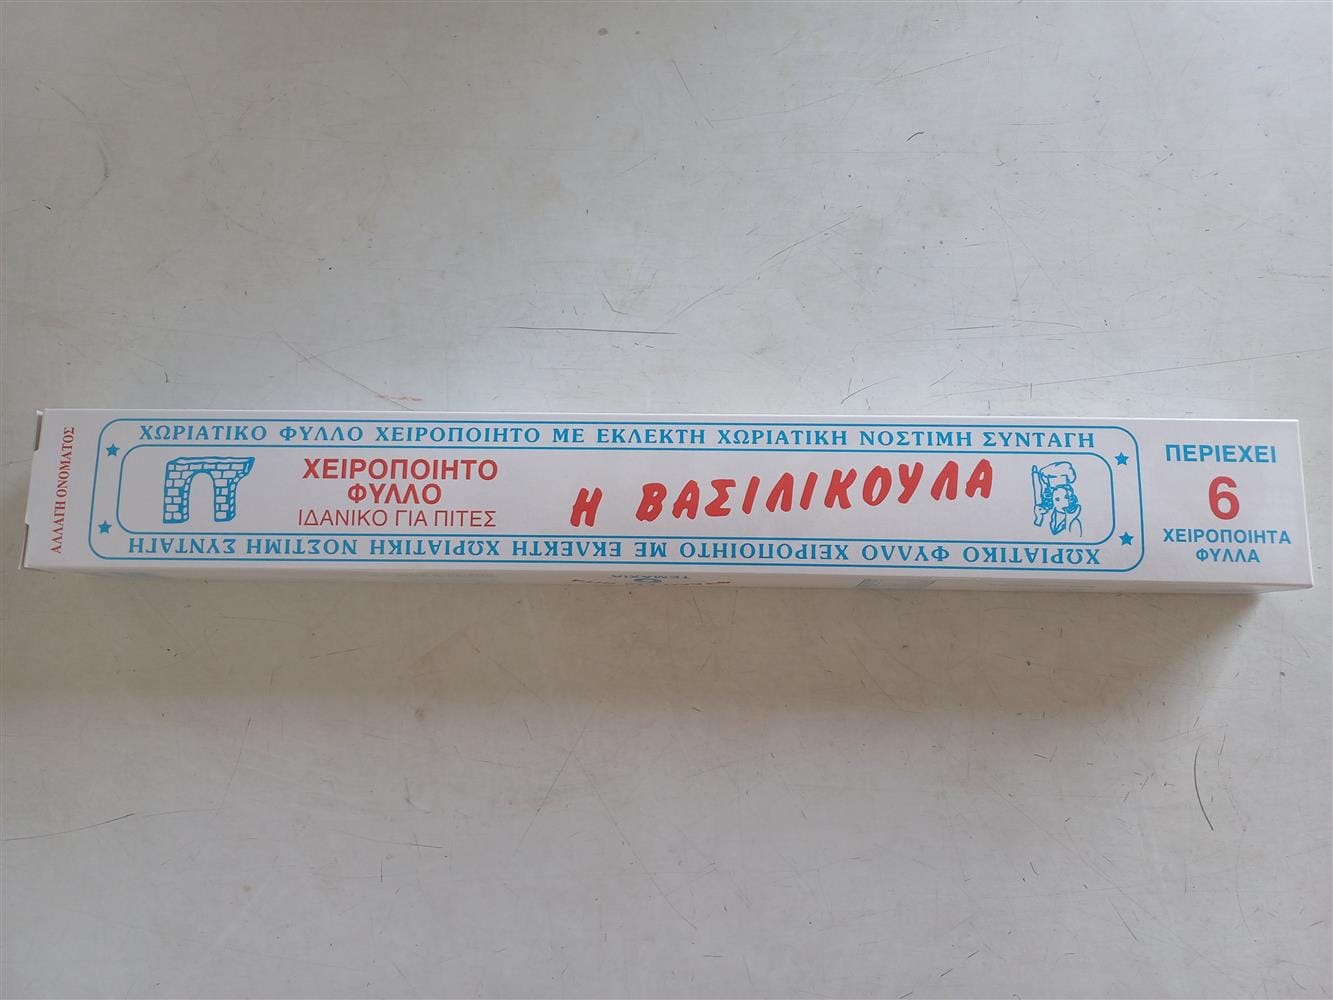 ΑΛΛΑΓΗ ΟΝΟΜΑΤΟΣ
ΧΩΡΙΑΤΙΚΟ ΦΥΛΛΟ ΧΕΙΡΟΠΟΙΗΤΟ ΜΕ ΕΚΛΕΚΤΗ ΧΩΡΙΑΤΙΚΗ ΝΟΣΤΙΜΗ ΣΥΝΤΑΓΗ
ΧΕΙΡΟΠΟΙΗΤΟ
ΦΥΛΛΟ
ΙΔΑΝΙΚΟ ΓΙΑ ΠΙΤΕΣ
Η ΒΑΣΙΛΙΚΟΥΛΑ
ΧΩΡΙΑΤΙΚΟ ΦΥΛΛΟ ΧΕΙΡΟΠΟΙΗΤΟ ΜΕ ΕΚΛΕΚΤΗ ΧΩΡΙΑΤΙΚΗ ΝΟΣΤΙΜΗ ΣΥΝΤΑΓΗ
ΠΕΡΙΕΧΕΙ
6
ΧΕΙΡΟΠΟΙΗΤΑ
ΦΥΛΛΑ
ΤΕΜΑΧΙΑ